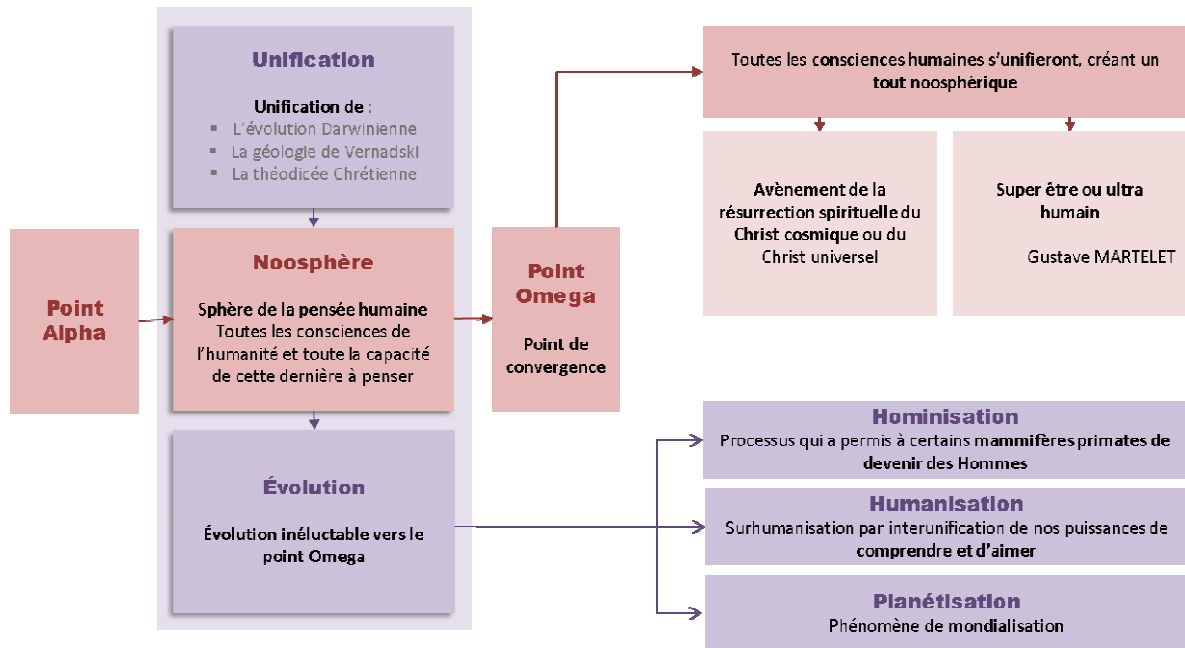 Point
Alpha
Unification
Unification de :
▪ L'évolution Darwinienne
▪ La géologie de Vernadski
▪ La théodicée Chrétienne
Noosphère
Sphère de la pensée humaine
Toutes les consciences de
l'humanité et toute la capacité
de cette dernière à penser
Évolution
Évolution inéluctable vers le
point Omega
Point
Omega
Point de
convergence
Toutes les consciences humaines s'unifieront, créant un
tout noosphérique
Avènement de la
résurrection spirituelle du
Christ cosmique ou du
Christ universel
Super être ou ultra
humain
Gustave MARTELET
Hominisation
Processus qui a permis à certains mammifères primates de
devenir des Hommes
Humanisation
Surhumanisation par interunification de nos puissances de
comprendre et d'aimer
Planétisation
Phénomène de mondialisation